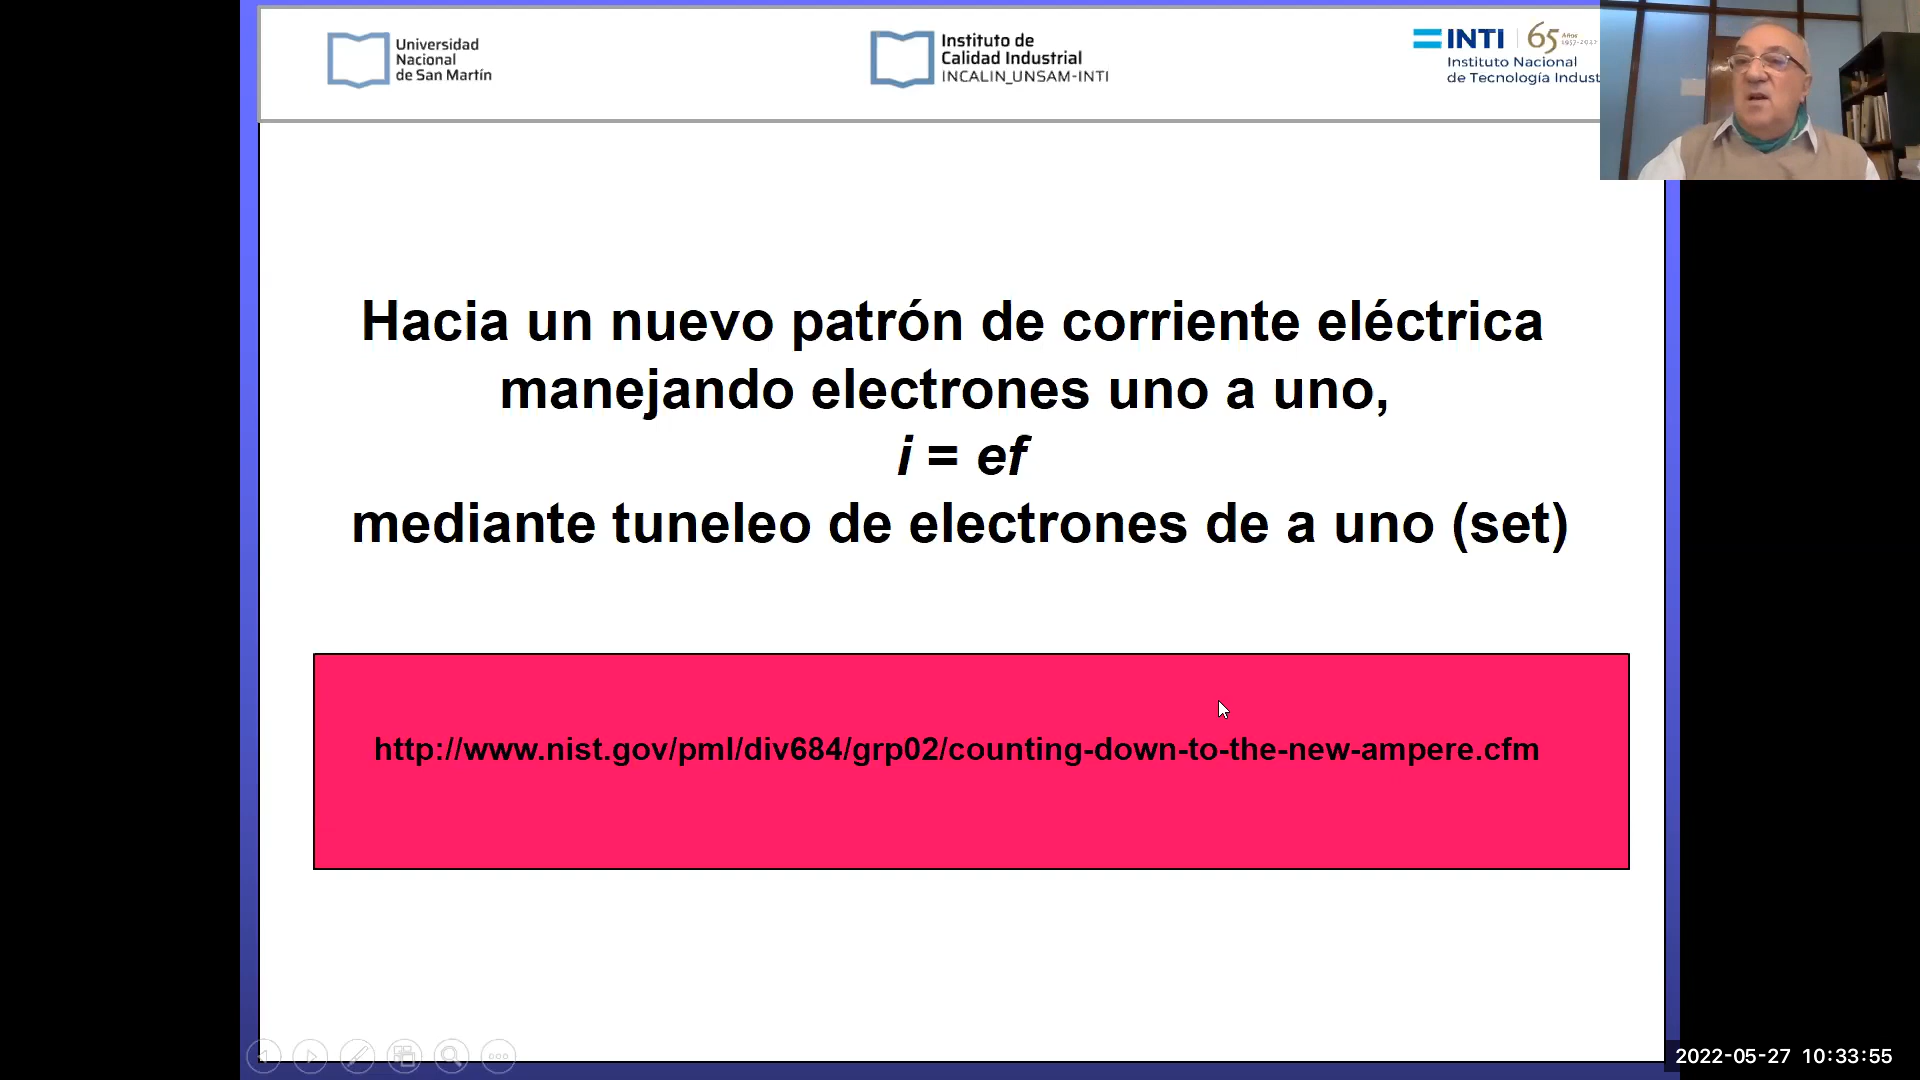 Universidad
Nacional
de San Martín
Instituto de
Calidad Industrial
INCALIN_UNSAM-INTI
INTI 65 Años
Instituto Nacional
de Tecnología Indust
Hacia un nuevo patrón de corriente eléctrica
manejando electrones uno a uno,
i = ef
mediante tuneleo de electrones de a uno (set)
http://www.nist.gov/pml/div684/grp02/counting-down-to-the-new-ampere.cfm
2022-05-27 10:33:55